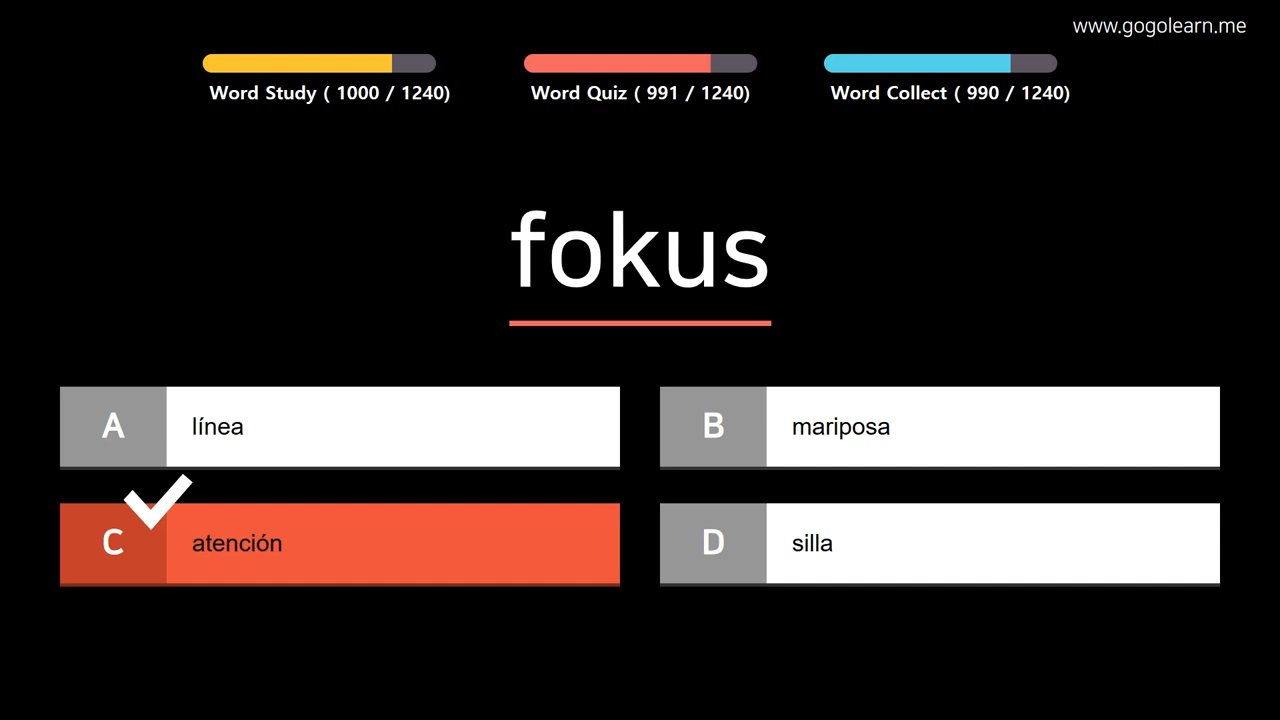 www.gogolearn.me
Word Study ( 1000 / 1240)
Word Quiz ( 991 / 1240)
Word Collect ( 990 / 1240)
fokus
A línea
B mariposa
C atención
D silla